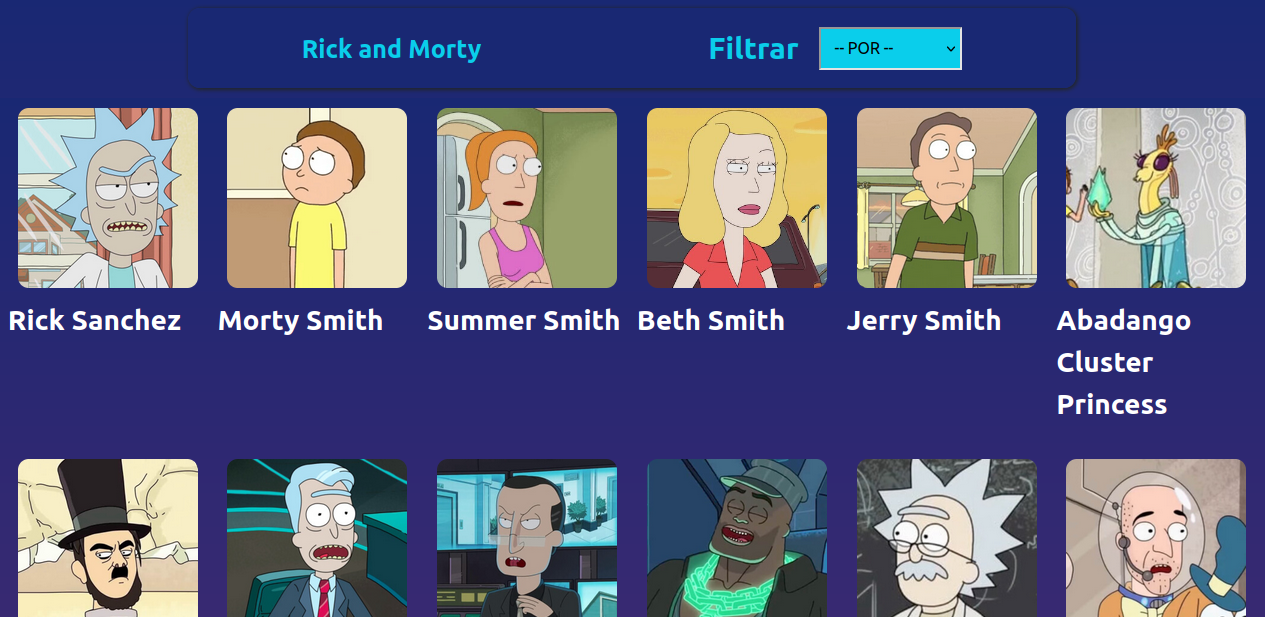 Rick and Morty
Filtrar
-- POR --
Rick Sanchez
Morty Smith
Summer Smith
Beth Smith
Jerry Smith
Abadango
Cluster
Princess